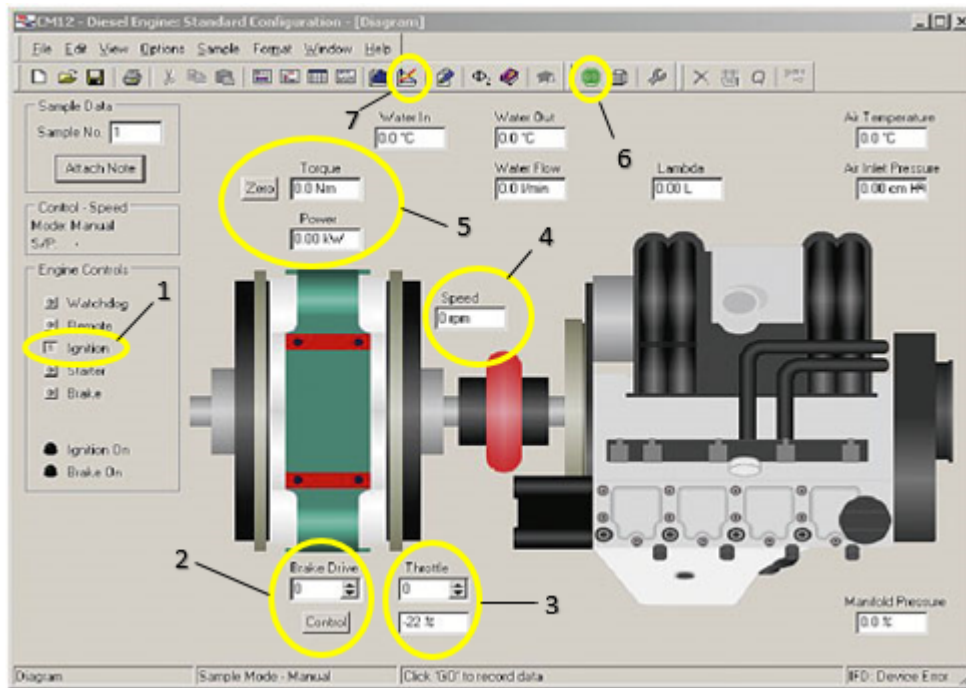 CM12 - Diesel Engine: Standard Configuration - [Diagram]
File Edit View Options Sample Format Window Help
7
6
Sample Data
Sample No. 1
Attach Note
Water In
0.0 °C
Water Out
0.0 °C
Air Temperature
0.0 °C
Torque
Zero 0.0 Nm
Water Flow
0.0 l/min
Lambda
0.00 L
Air Inlet Pressure
0.00 cm
Power
0.00 kW
5
Control - Speed
Mode: Manual
S/P: -
4
Speed
0 rpm
Engine Controls
1
Watchdog
Remote
Ignition
Starter
Brake
Ignition On
Brake On
2
Brake Drive
0
Control
Throttle
0
-22 %
3
Manifold Pressure
0.0 %
Diagram
Sample Mode - Manual
Click 'GO' to record data
IFD: Device Error